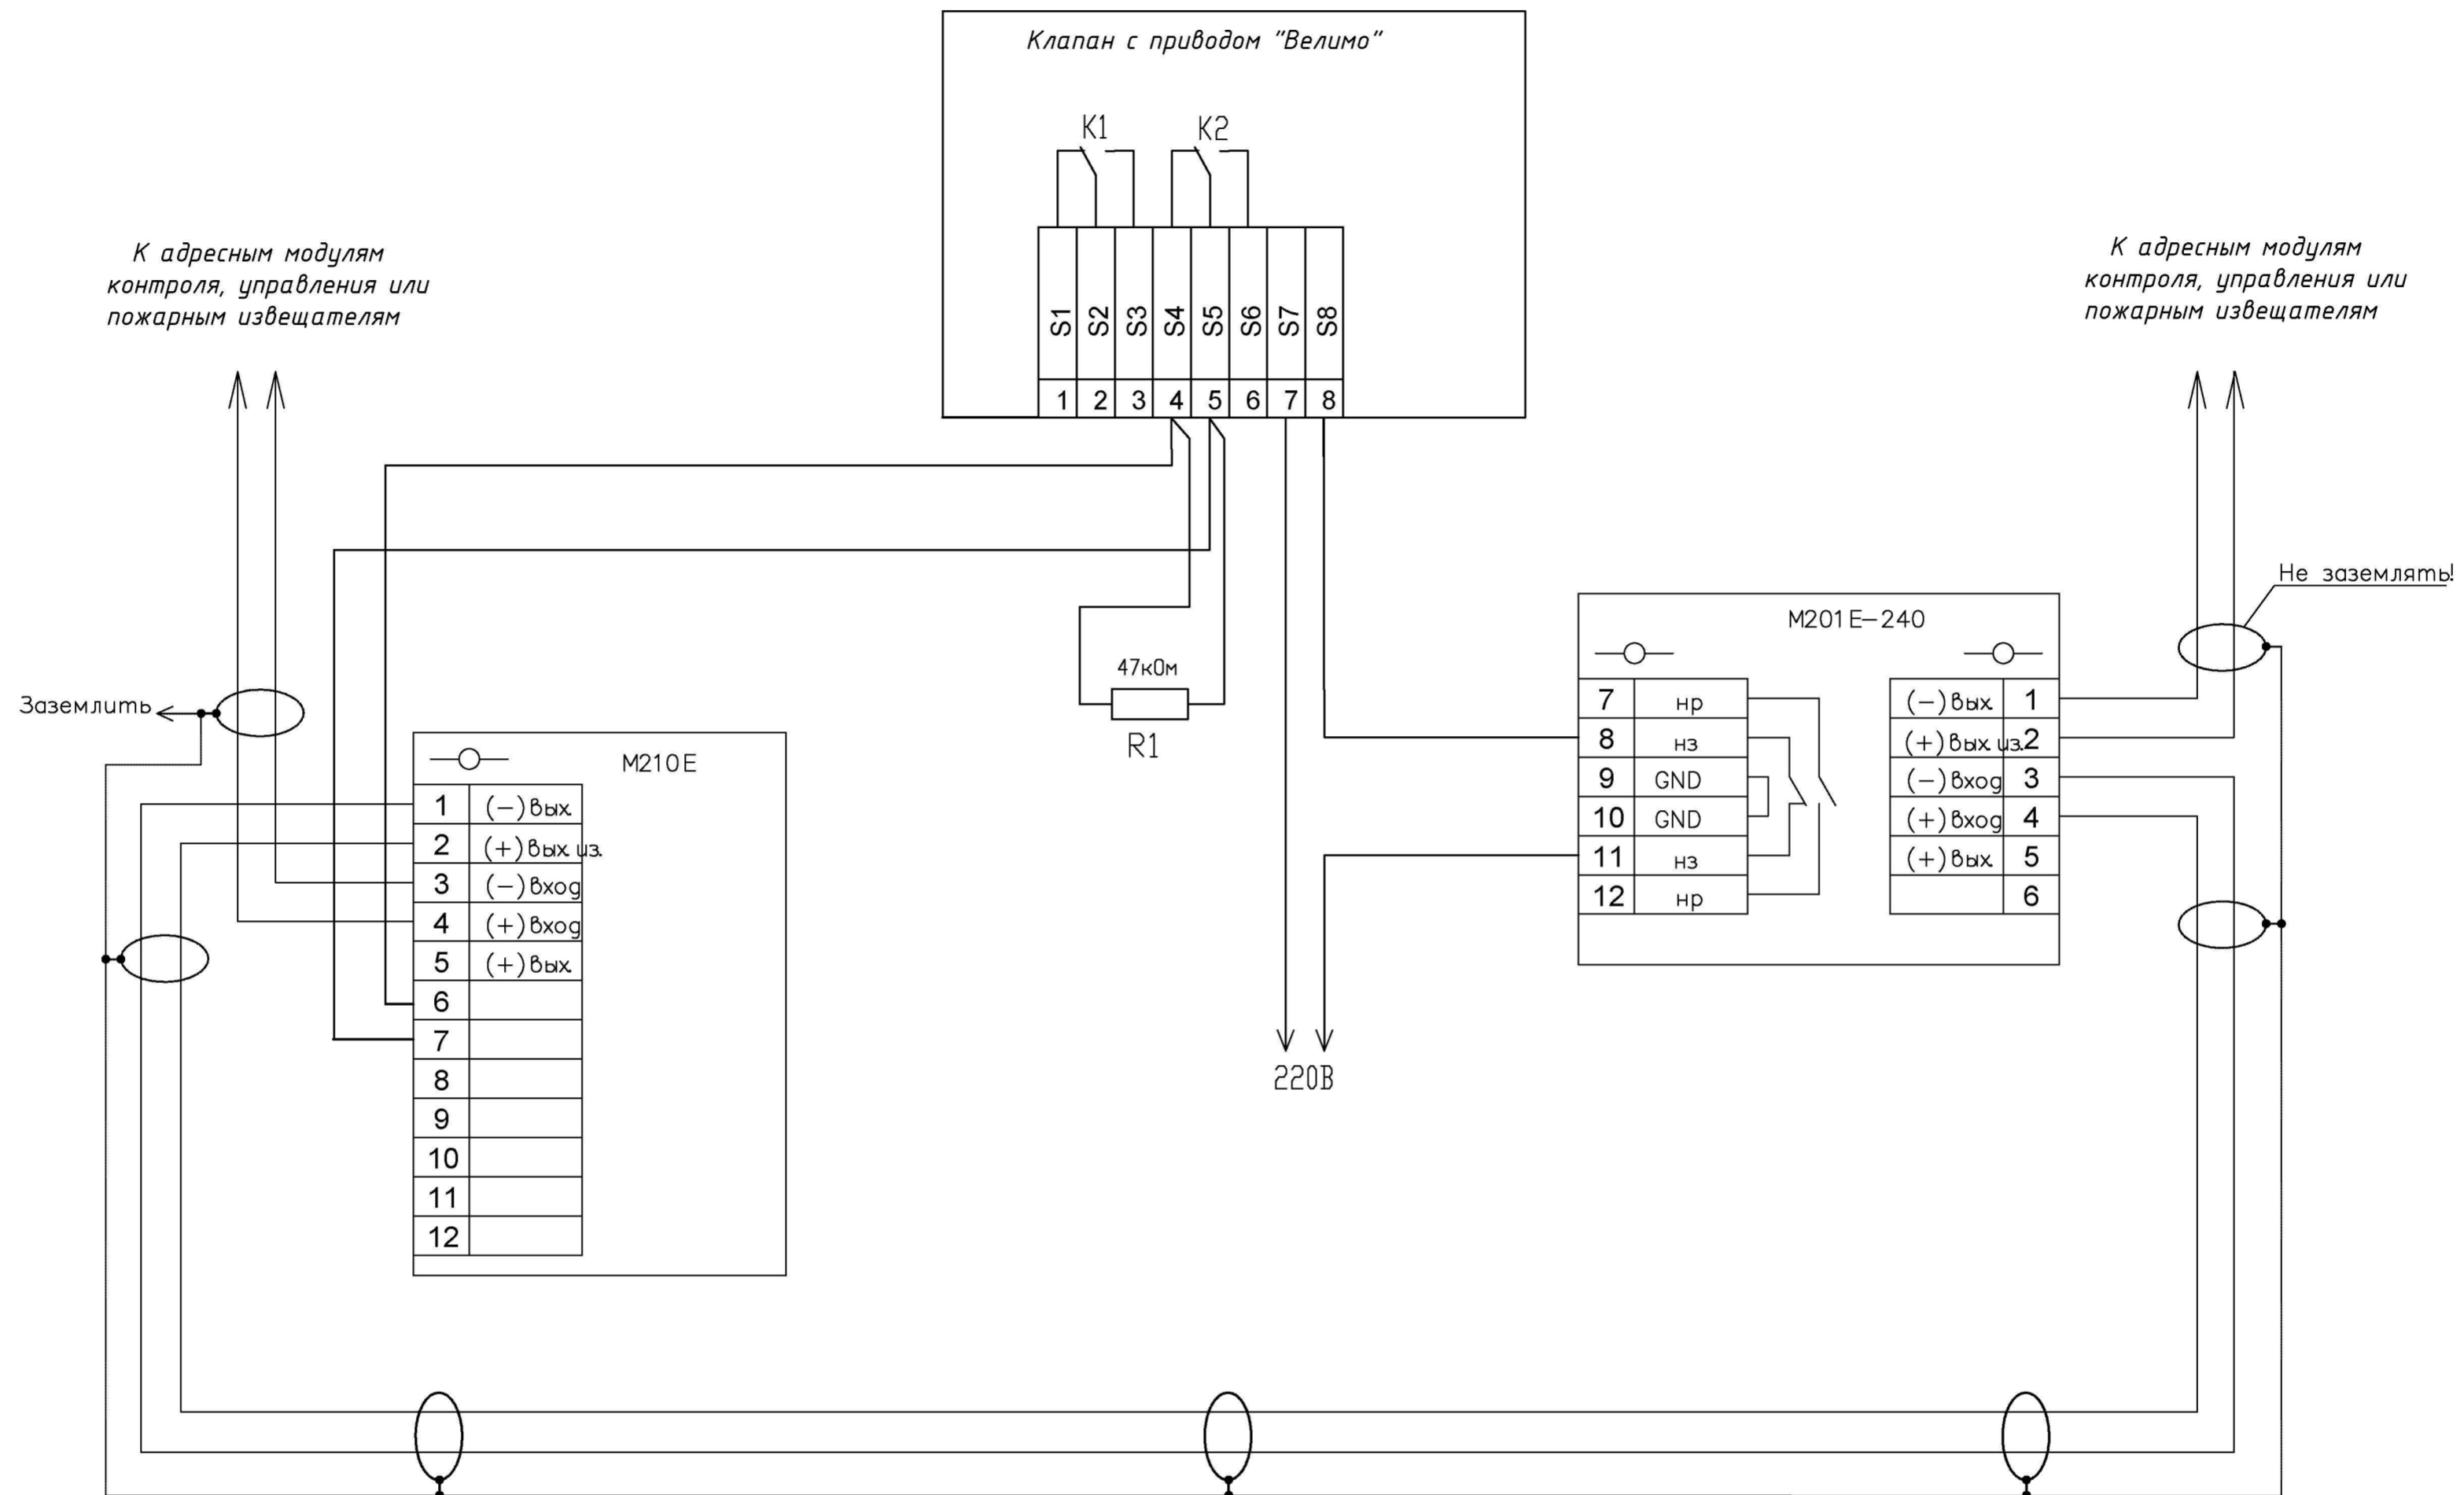 Клапан с приводом "Велимо"
К1
К2
S1 S2 S3 S4 S5 S6 S7 S8
1 2 3 4 5 6 7 8
К адресным модулям
контроля, управления или
пожарным извещателям
К адресным модулям
контроля, управления или
пожарным извещателям
Не заземлять!
Заземлить
47кОм
R1
М210Е
1 (-)вых.
2 (+)вых.из.
3 (-)вход
4 (+)вход
5 (+)вых.
6
7
8
9
10
11
12
М201Е-240
7 нр
8 нз
9 GND
10 GND
11 нз
12 нр
(-)вых. 1
(+)вых.из. 2
(-)вход 3
(+)вход 4
(+)вых. 5
6
220В